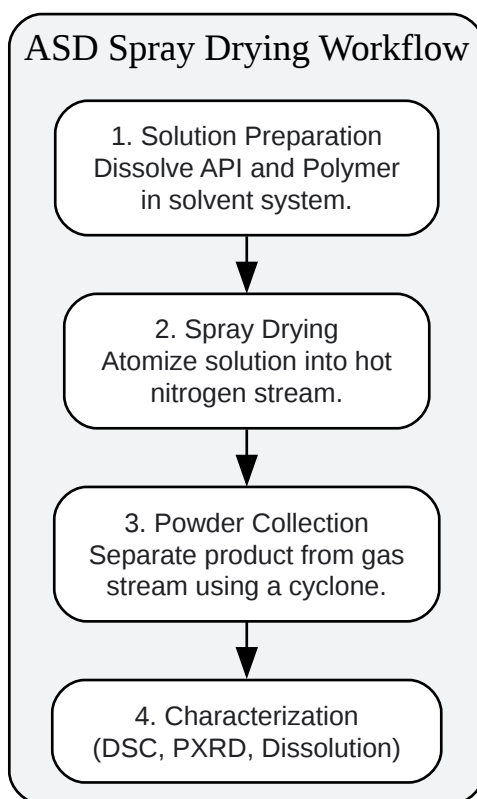 ASD Spray Drying Workflow
1. Solution Preparation
Dissolve API and Polymer
in solvent system.
2. Spray Drying
Atomize solution into hot
nitrogen stream.
3. Powder Collection
Separate product from gas
stream using a cyclone.
4. Characterization
(DSC, PXRD, Dissolution)